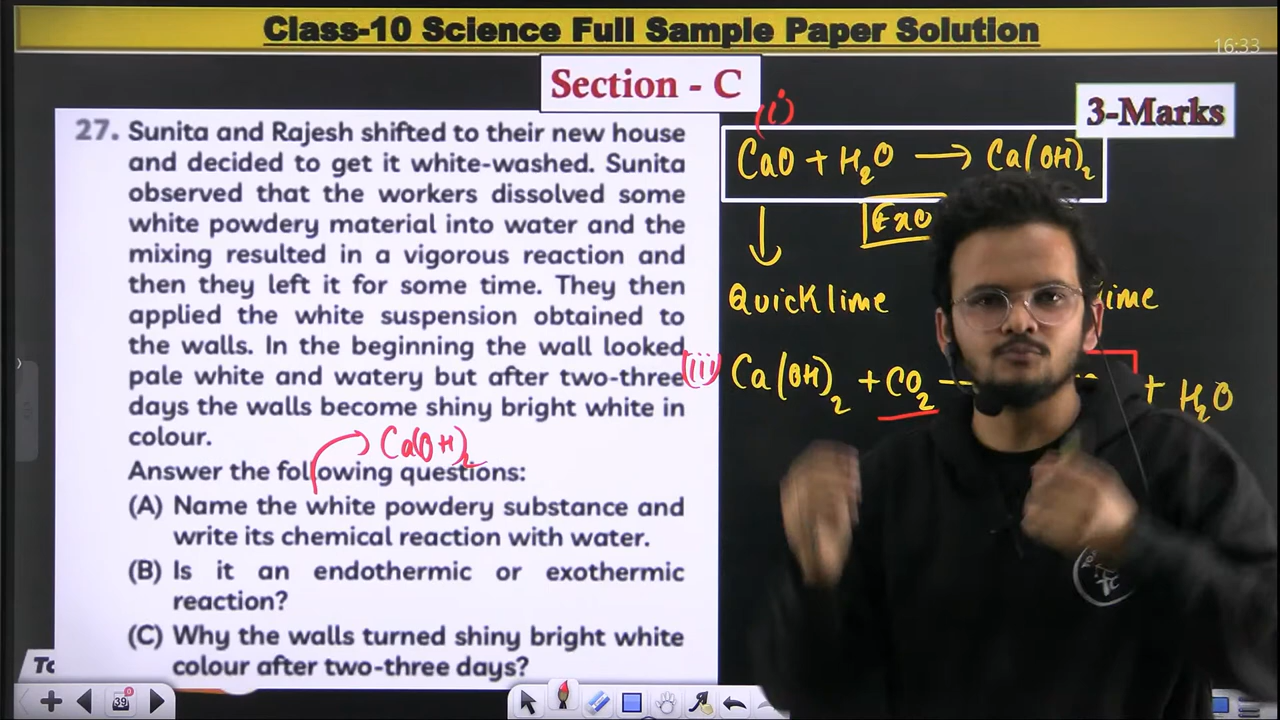 Class-10 Science Full Sample Paper Solution
16:33
Section - C
3-Marks
27. Sunita and Rajesh shifted to their new house
and decided to get it white-washed. Sunita
observed that the workers dissolved some
white powdery material into water and the
mixing resulted in a vigorous reaction and
then they left it for some time. They then
applied the white suspension obtained to
the walls. In the beginning the wall looked
pale white and watery but after two-three
days the walls become shiny bright white in
colour.
Ca(OH)₂
Answer the following questions:
(A) Name the white powdery substance and
write its chemical reaction with water.
(B) Is it an endothermic or exothermic
reaction?
(C) Why the walls turned shiny bright white
colour after two-three days?
(i)
CaO + H₂O → Ca(OH)₂
Exo
Quicklime lime
(iii) Ca(OH)₂ + CO₂ + H₂O
39